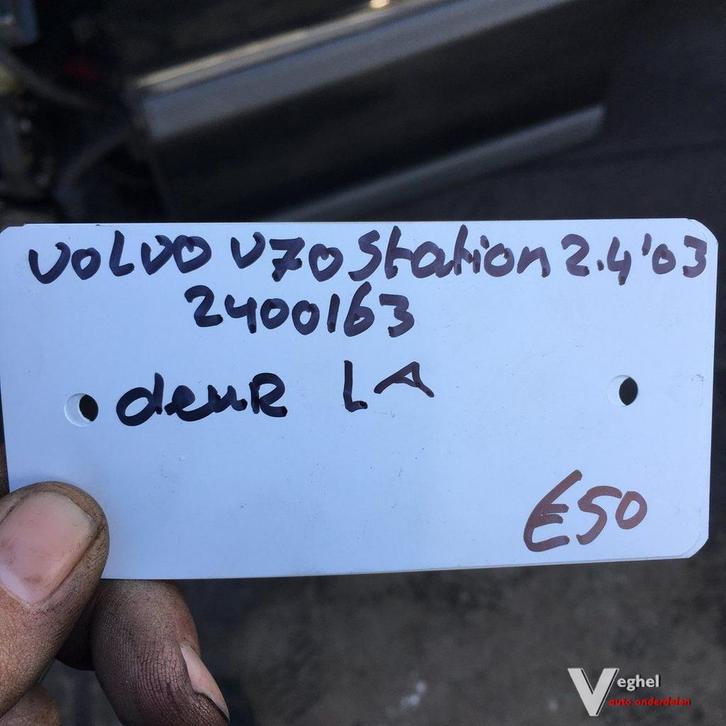 VOLVO V70 Station 2.4 '03
2400163
deuR LA
€50
Veghel
auto onderdelen